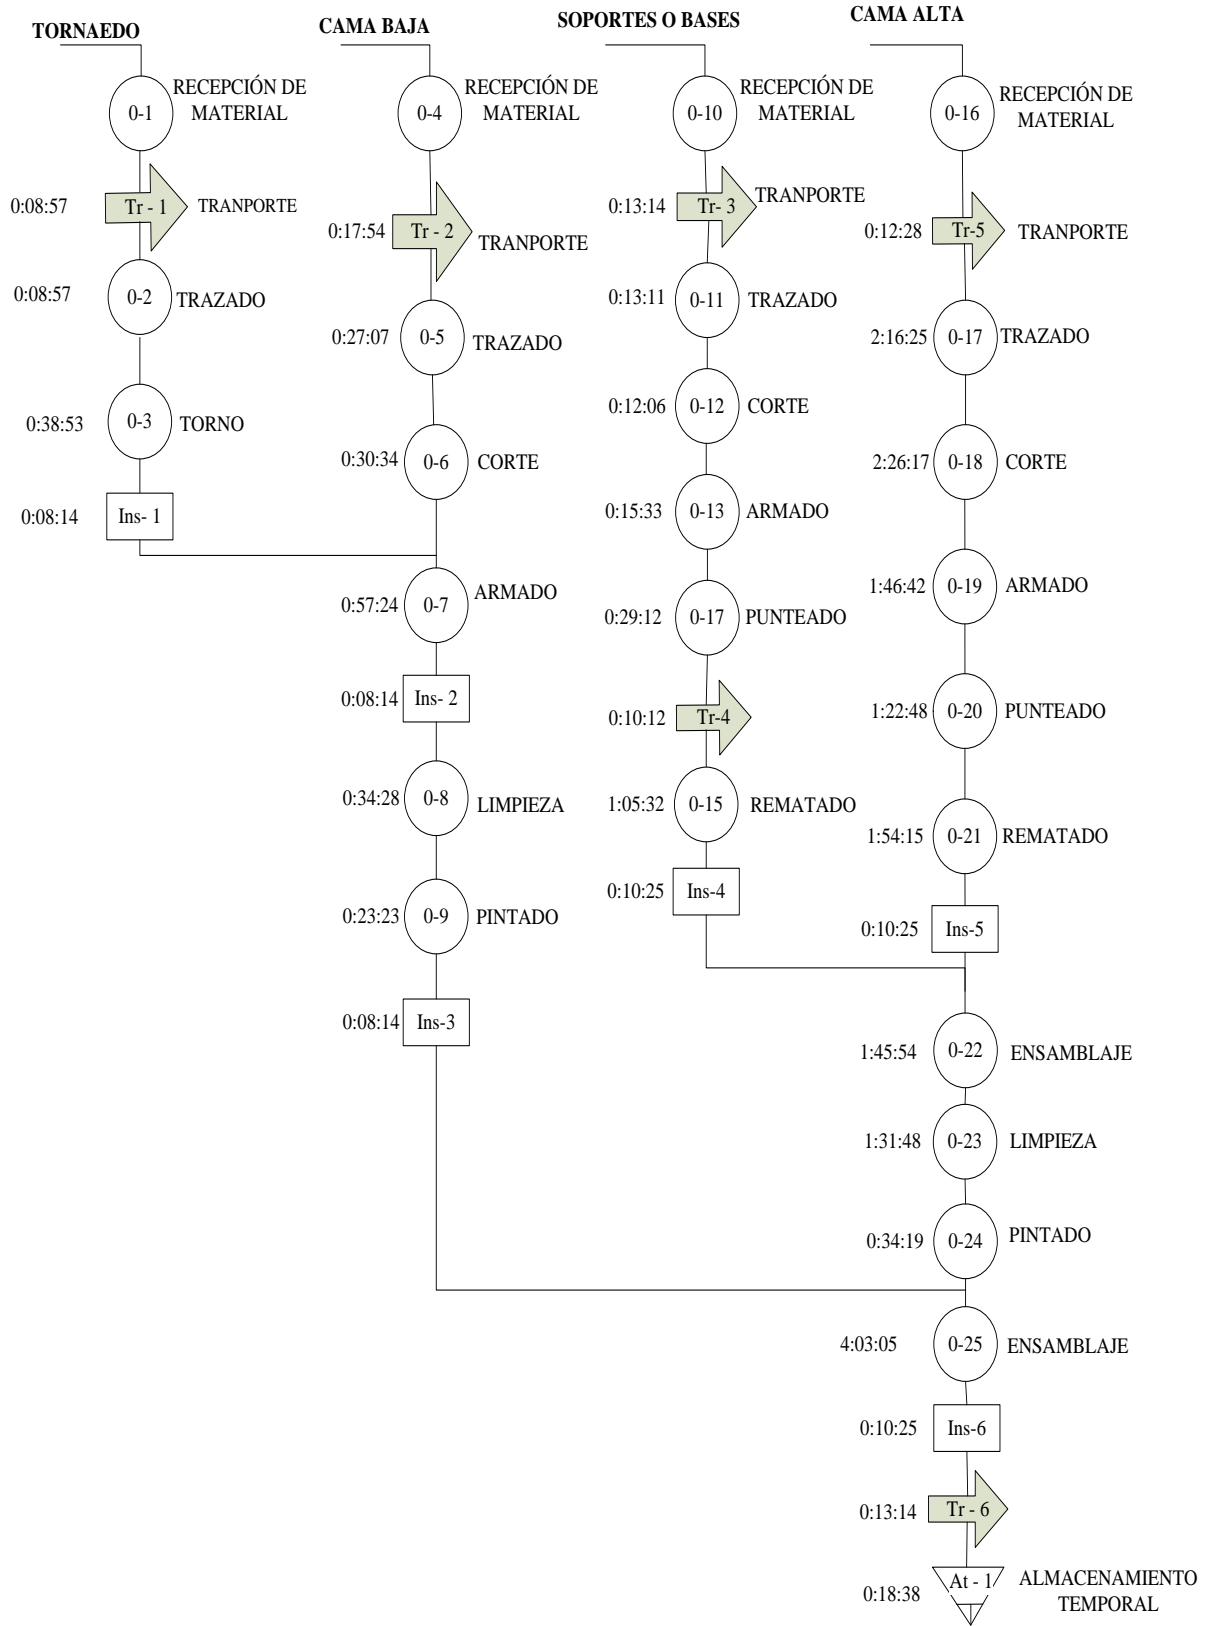 TORNAEDO
RECEPCIÓN DE
MATERIAL
0-1
0:08:57
Tr - 1
TRANPORTE
0:08:57
0-2
TRAZADO
0:38:53
0-3
TORNO
0:08:14
Ins- 1
CAMA BAJA
RECEPCIÓN DE
MATERIAL
0-4
0:17:54
Tr - 2
TRANPORTE
0:27:07
0-5
TRAZADO
0:30:34
0-6
CORTE
0:57:24
0-7
ARMADO
0:08:14
Ins- 2
0:34:28
0-8
LIMPIEZA
0:23:23
0-9
PINTADO
0:08:14
Ins-3
SOPORTES O BASES
RECEPCIÓN DE
MATERIAL
0-10
0:13:14
Tr- 3
TRANPORTE
0:13:11
0-11
TRAZADO
0:12:06
0-12
CORTE
0:15:33
0-13
ARMADO
0:29:12
0-17
PUNTEADO
0:10:12
Tr-4
1:05:32
0-15
REMATADO
0:10:25
Ins-4
CAMA ALTA
RECEPCIÓN DE
MATERIAL
0-16
0:12:28
Tr-5
TRANPORTE
2:16:25
0-17
TRAZADO
2:26:17
0-18
CORTE
1:46:42
0-19
ARMADO
1:22:48
0-20
PUNTEADO
1:54:15
0-21
REMATADO
0:10:25
Ins-5
1:45:54
0-22
ENSAMBLAJE
1:31:48
0-23
LIMPIEZA
0:34:19
0-24
PINTADO
4:03:05
0-25
ENSAMBLAJE
0:10:25
Ins-6
0:13:14
Tr - 6
0:18:38
At - 1
ALMACENAMIENTO
TEMPORAL